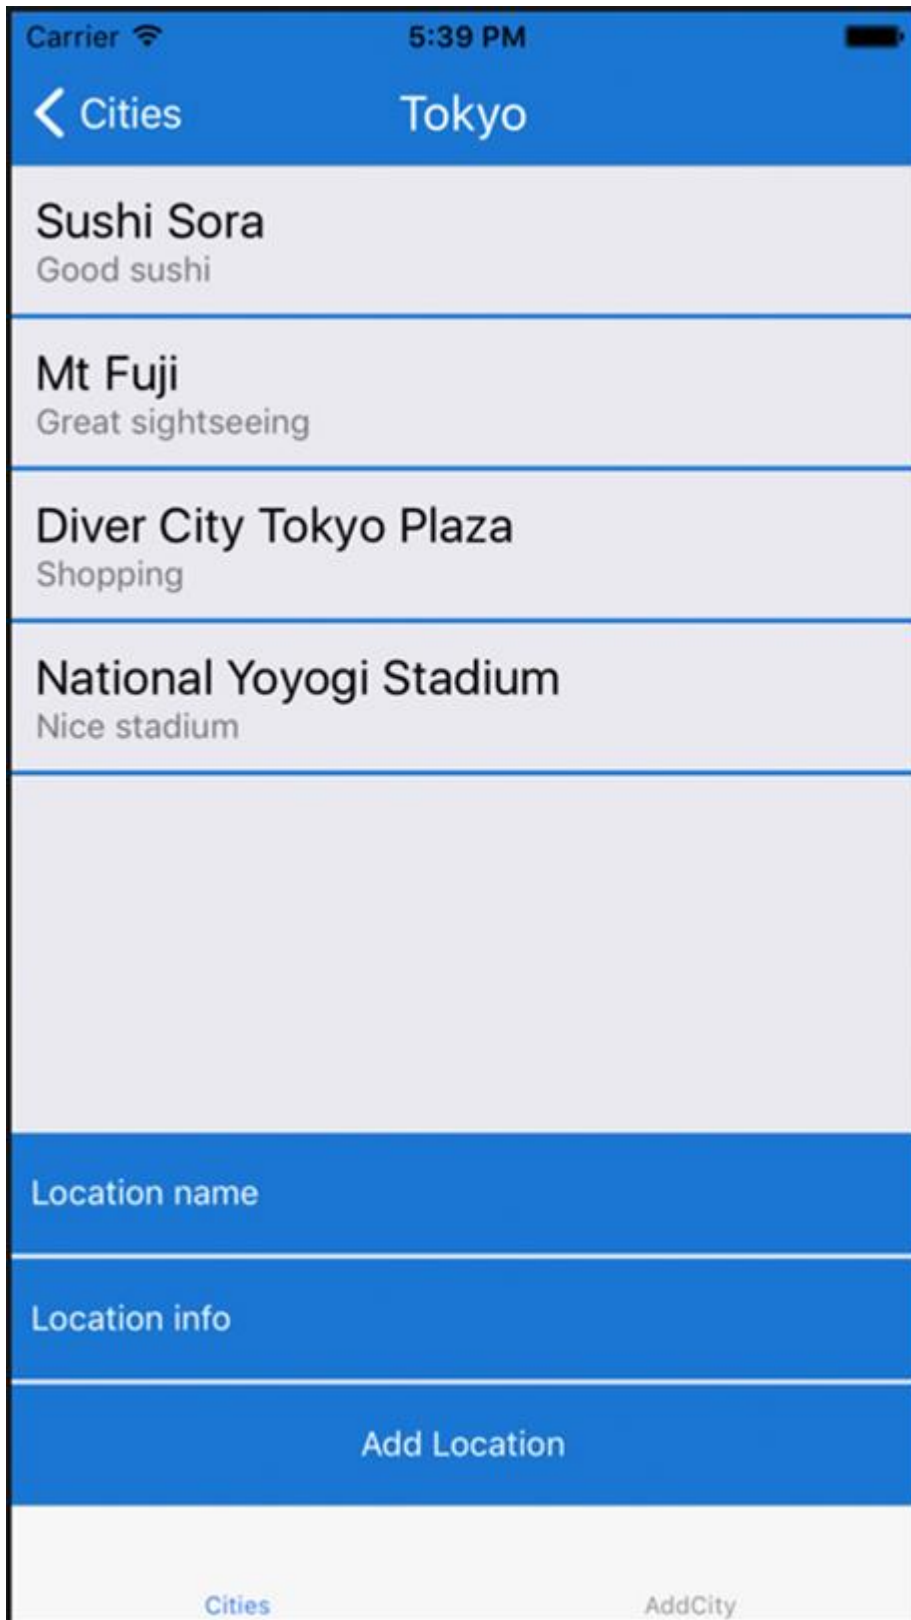 Carrier 5:39 PM
Cities Tokyo
Sushi Sora
Good sushi
Mt Fuji
Great sightseeing
Diver City Tokyo Plaza
Shopping
National Yoyogi Stadium
Nice stadium
Location name
Location info
Add Location
Cities AddCity